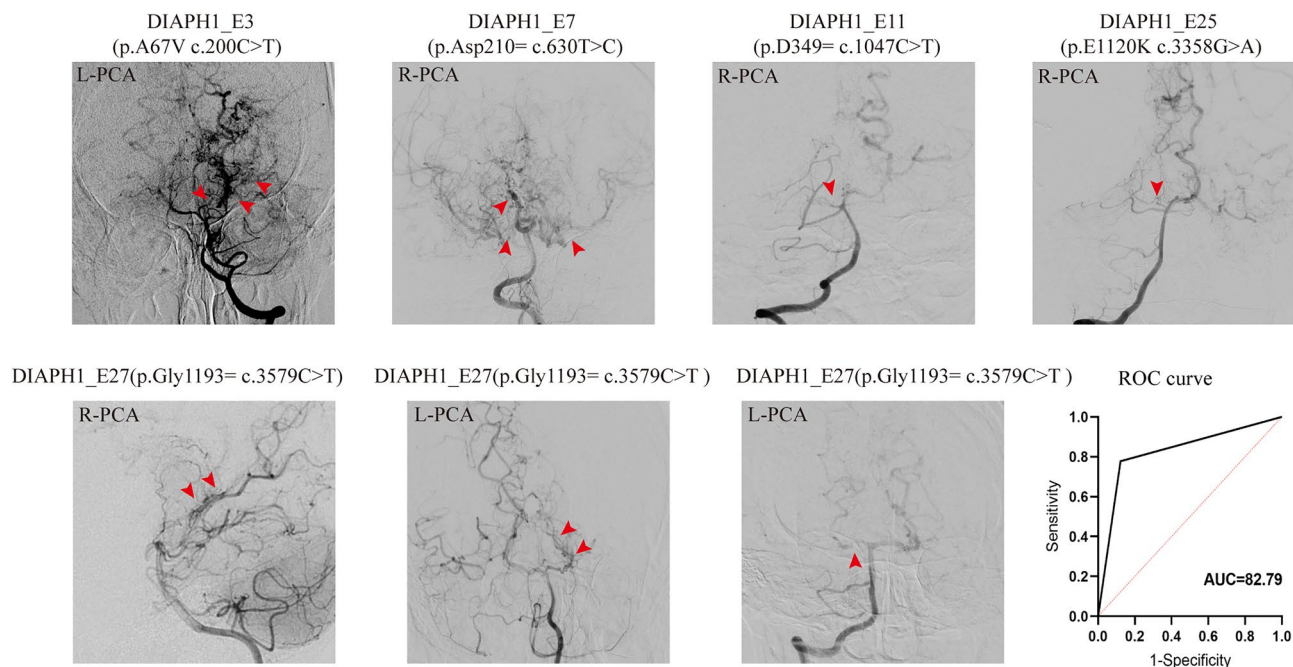 DIAPH1_E3
(p.A67V c.200C>T)
DIAPH1_E7
(p.Asp210= c.630T>C)
DIAPH1_E11
(p.D349= c.1047C>T)
DIAPH1_E25
(p.E1120K c.3358G>A)
L-PCA
R-PCA
R-PCA
R-PCA
DIAPH1_E27(p.Gly1193= c.3579C>T)
DIAPH1_E27(p.Gly1193= c.3579C>T )
DIAPH1_E27(p.Gly1193= c.3579C>T )
ROC curve
R-PCA
L-PCA
L-PCA
1.0
0.8
0.6
0.4
0.2
0.0
Sensitivity
AUC=82.79
0.0 0.2 0.4 0.6 0.8 1.0
1-Specificity